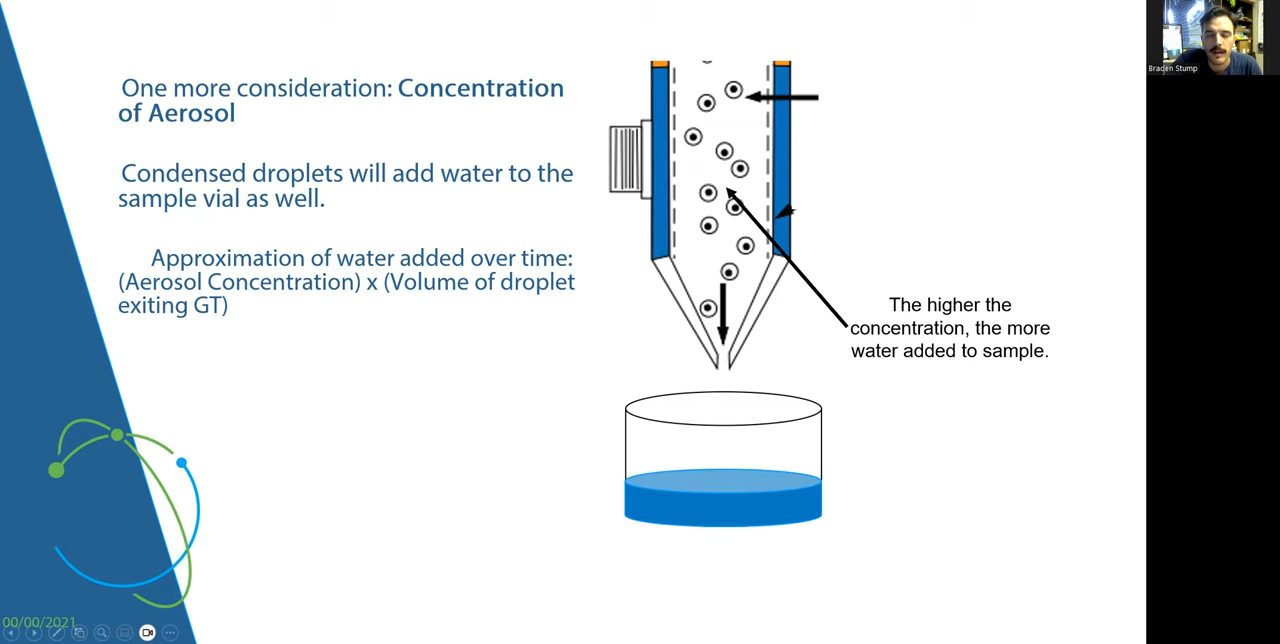 One more consideration: Concentration
of Aerosol
Condensed droplets will add water to the
sample vial as well.
Approximation of water added over time:
(Aerosol Concentration) x (Volume of droplet
exiting GT)
The higher the
concentration, the more
water added to sample.
Braden Stump
00/00/2021